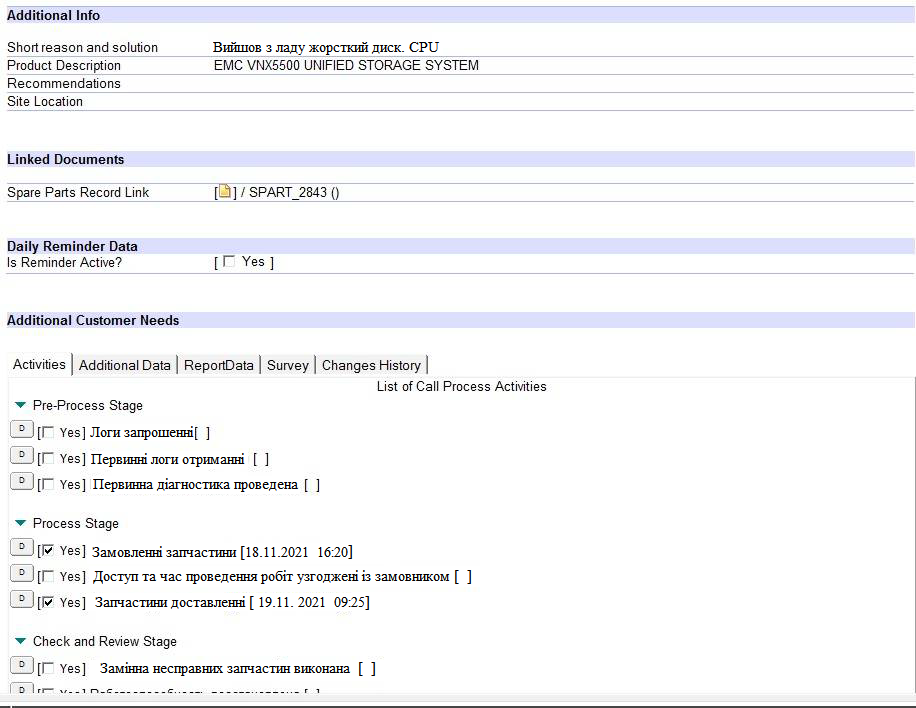 Additional Info
Short reason and solution Вийшов з ладу жорсткий диск. CPU
Product Description EMC VNX5500 UNIFIED STORAGE SYSTEM
Recommendations
Site Location
Linked Documents
Spare Parts Record Link [ ] / SPART_2843 ()
Daily Reminder Data
Is Reminder Active? [ Yes ]
Additional Customer Needs
Activities Additional Data ReportData Survey Changes History
List of Call Process Activities
Pre-Process Stage
D [ Yes] Логи запрошенні[ ]
D [ Yes] Первинні логи отриманні [ ]
D [ Yes] Первинна діагностика проведена [ ]
Process Stage
D [ Yes] Замовленні запчастини [18.11.2021 16:20]
D [ Yes] Доступ та час проведення робіт узгоджені із замовником [ ]
D [ Yes] Запчастини доставленні [ 19.11. 2021 09:25]
Check and Review Stage
D [ Yes] Замінна несправних запчастин виконана [ ]
D [ Yes]